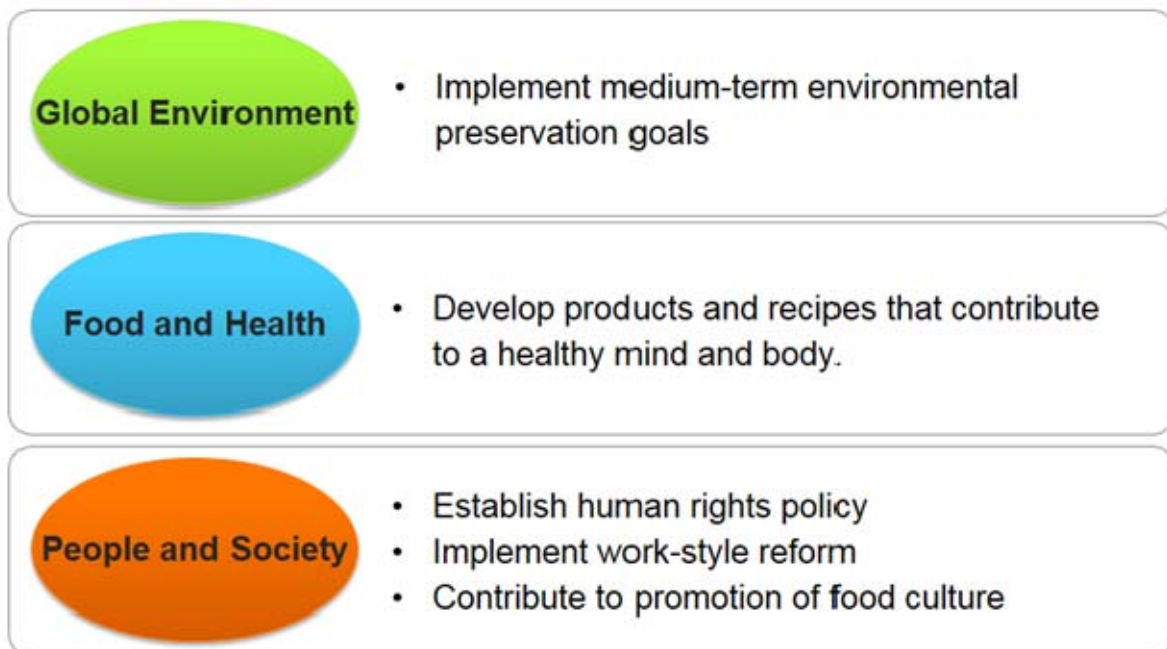 Global Environment
• Implement medium-term environmental
preservation goals
Food and Health
• Develop products and recipes that contribute
to a healthy mind and body.
People and Society
• Establish human rights policy
• Implement work-style reform
• Contribute to promotion of food culture